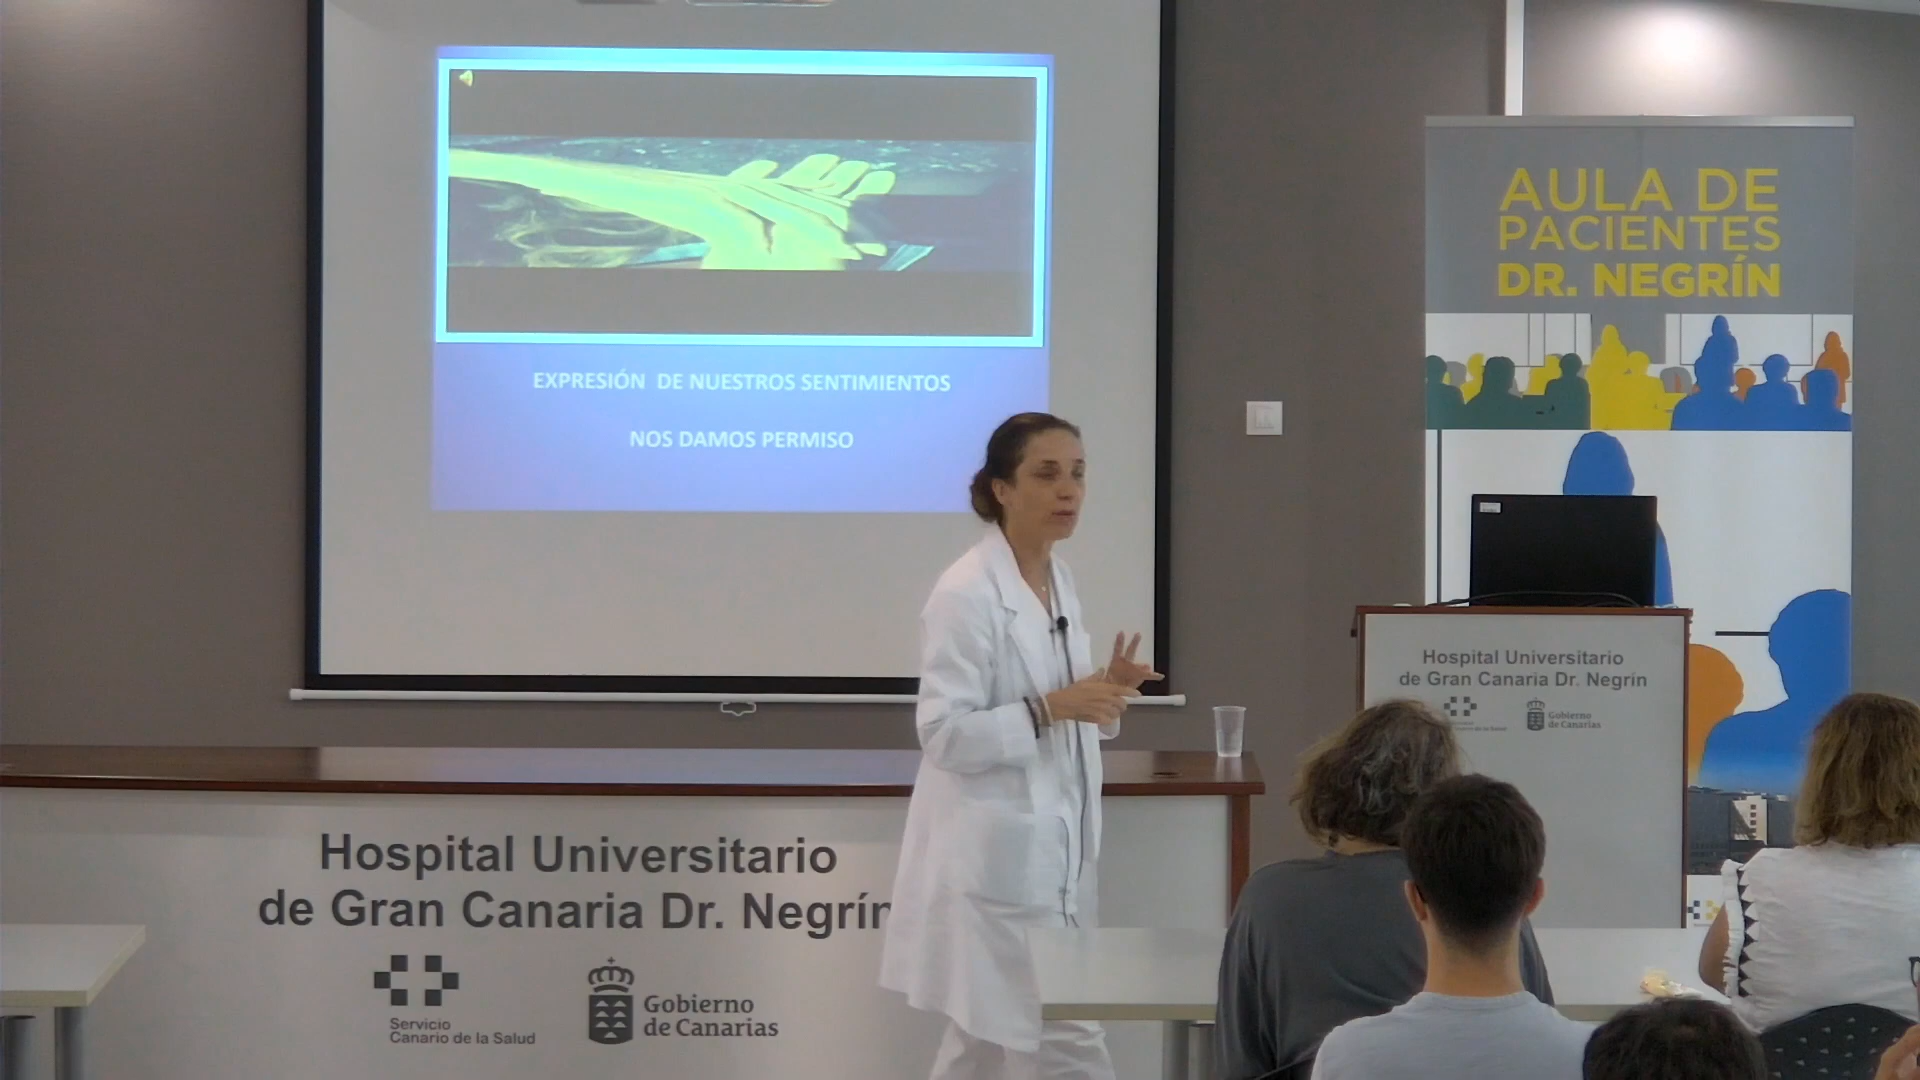 EXPRESIÓN DE NUESTROS SENTIMIENTOS
NOS DAMOS PERMISO
AULA DE
PACIENTES
DR. NEGRÍN
Hospital Universitario
de Gran Canaria Dr. Negrín
Gobierno
de Canarias
Hospital Universitario
de Gran Canaria Dr. Negrín
Servicio
Canario de la Salud
Gobierno
de Canarias